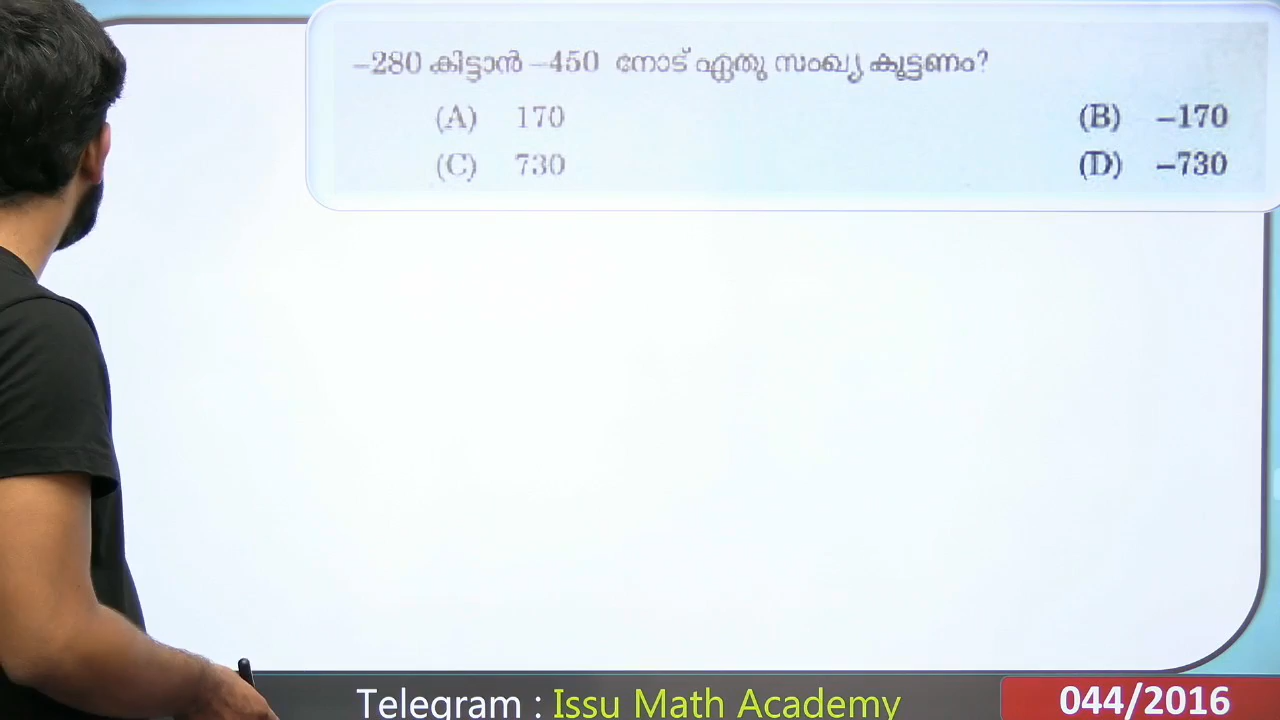 –280 കിട്ടാൻ –450 നോട് ഏതു സംഖ്യ കൂട്ടണം?
(A) 170 (B) –170
(C) 730 (D) –730
Telegram : Issu Math Academy
044/2016